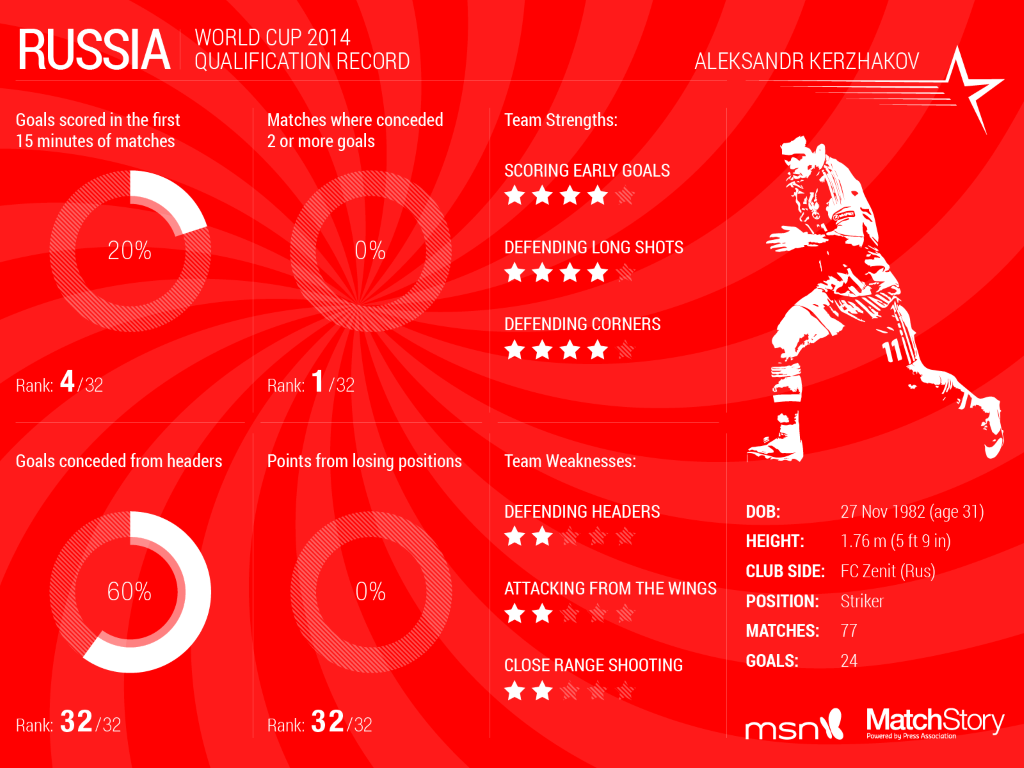 RUSSIA
WORLD CUP 2014
QUALIFICATION RECORD
ALEKSANDR KERZHAKOV
Goals scored in the first
15 minutes of matches
20%
Rank: 4/32
Matches where conceded
2 or more goals
0%
Rank: 1/32
Team Strengths:
SCORING EARLY GOALS
DEFENDING LONG SHOTS
DEFENDING CORNERS
11
Goals conceded from headers
60%
Rank: 32/32
Points from losing positions
0%
Rank: 32/32
Team Weaknesses:
DEFENDING HEADERS
ATTACKING FROM THE WINGS
CLOSE RANGE SHOOTING
DOB: 27 Nov 1982 (age 31)
HEIGHT: 1.76 m (5 ft 9 in)
CLUB SIDE: FC Zenit (Rus)
POSITION: Striker
MATCHES: 77
GOALS: 24
msn
MatchStory
Powered by Press Association